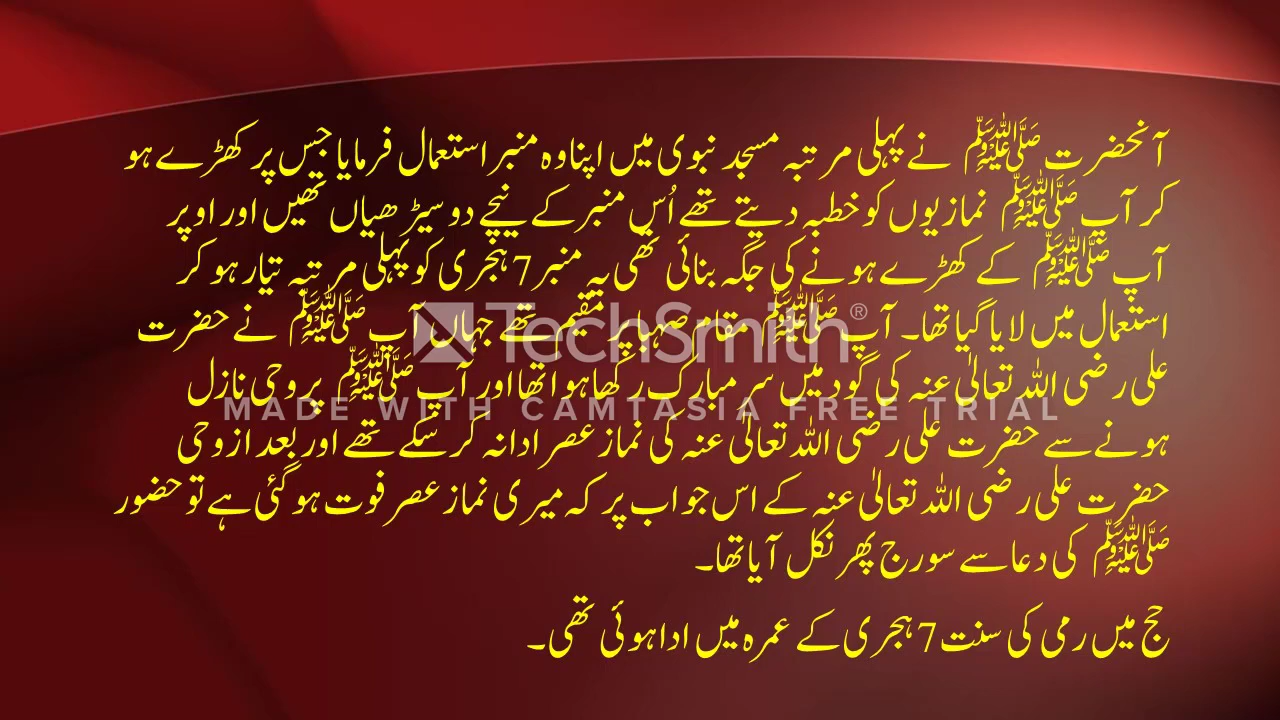 آنحضرت ﷺ نے پہلی مرتبہ مسجد نبوی میں اپنا وہ منبر استعمال فرمایا جس پر کھڑے ہو
کر آپ ﷺ نمازیوں کو خطبہ دیتے تھے اُس منبر کے نیچے دو سیڑھیاں تھیں اور اوپر
آپ ﷺ کے کھڑے ہونے کی جگہ بنائی تھی یہ منبر 7 ہجری کو پہلی مرتبہ تیار ہو کر
استعمال میں لایا گیا تھا۔ آپ ﷺ مقام صہبا پر مقیم تھے جہاں آپ ﷺ نے حضرت
علی رضی اللہ تعالیٰ عنہ کی گود میں سر مبارک رکھا ہوا تھا اور آپ ﷺ پر وحی نازل
ہونے سے حضرت علی رضی اللہ تعالیٰ عنہ کی نماز عصر ادا نہ کر سکے تھے اور بعد از وحی
حضرت علی رضی اللہ تعالیٰ عنہ کے اس جواب پر کہ میری نماز عصر فوت ہو گئی ہے تو حضور
ﷺ کی دعا سے سورج پھر نکل آیا تھا۔
حج میں رمی کی سنت 7 ہجری کے عمرہ میں ادا ہوئی تھی۔
TechSmith®
MADE WITH CAMTASIA FREE TRIAL